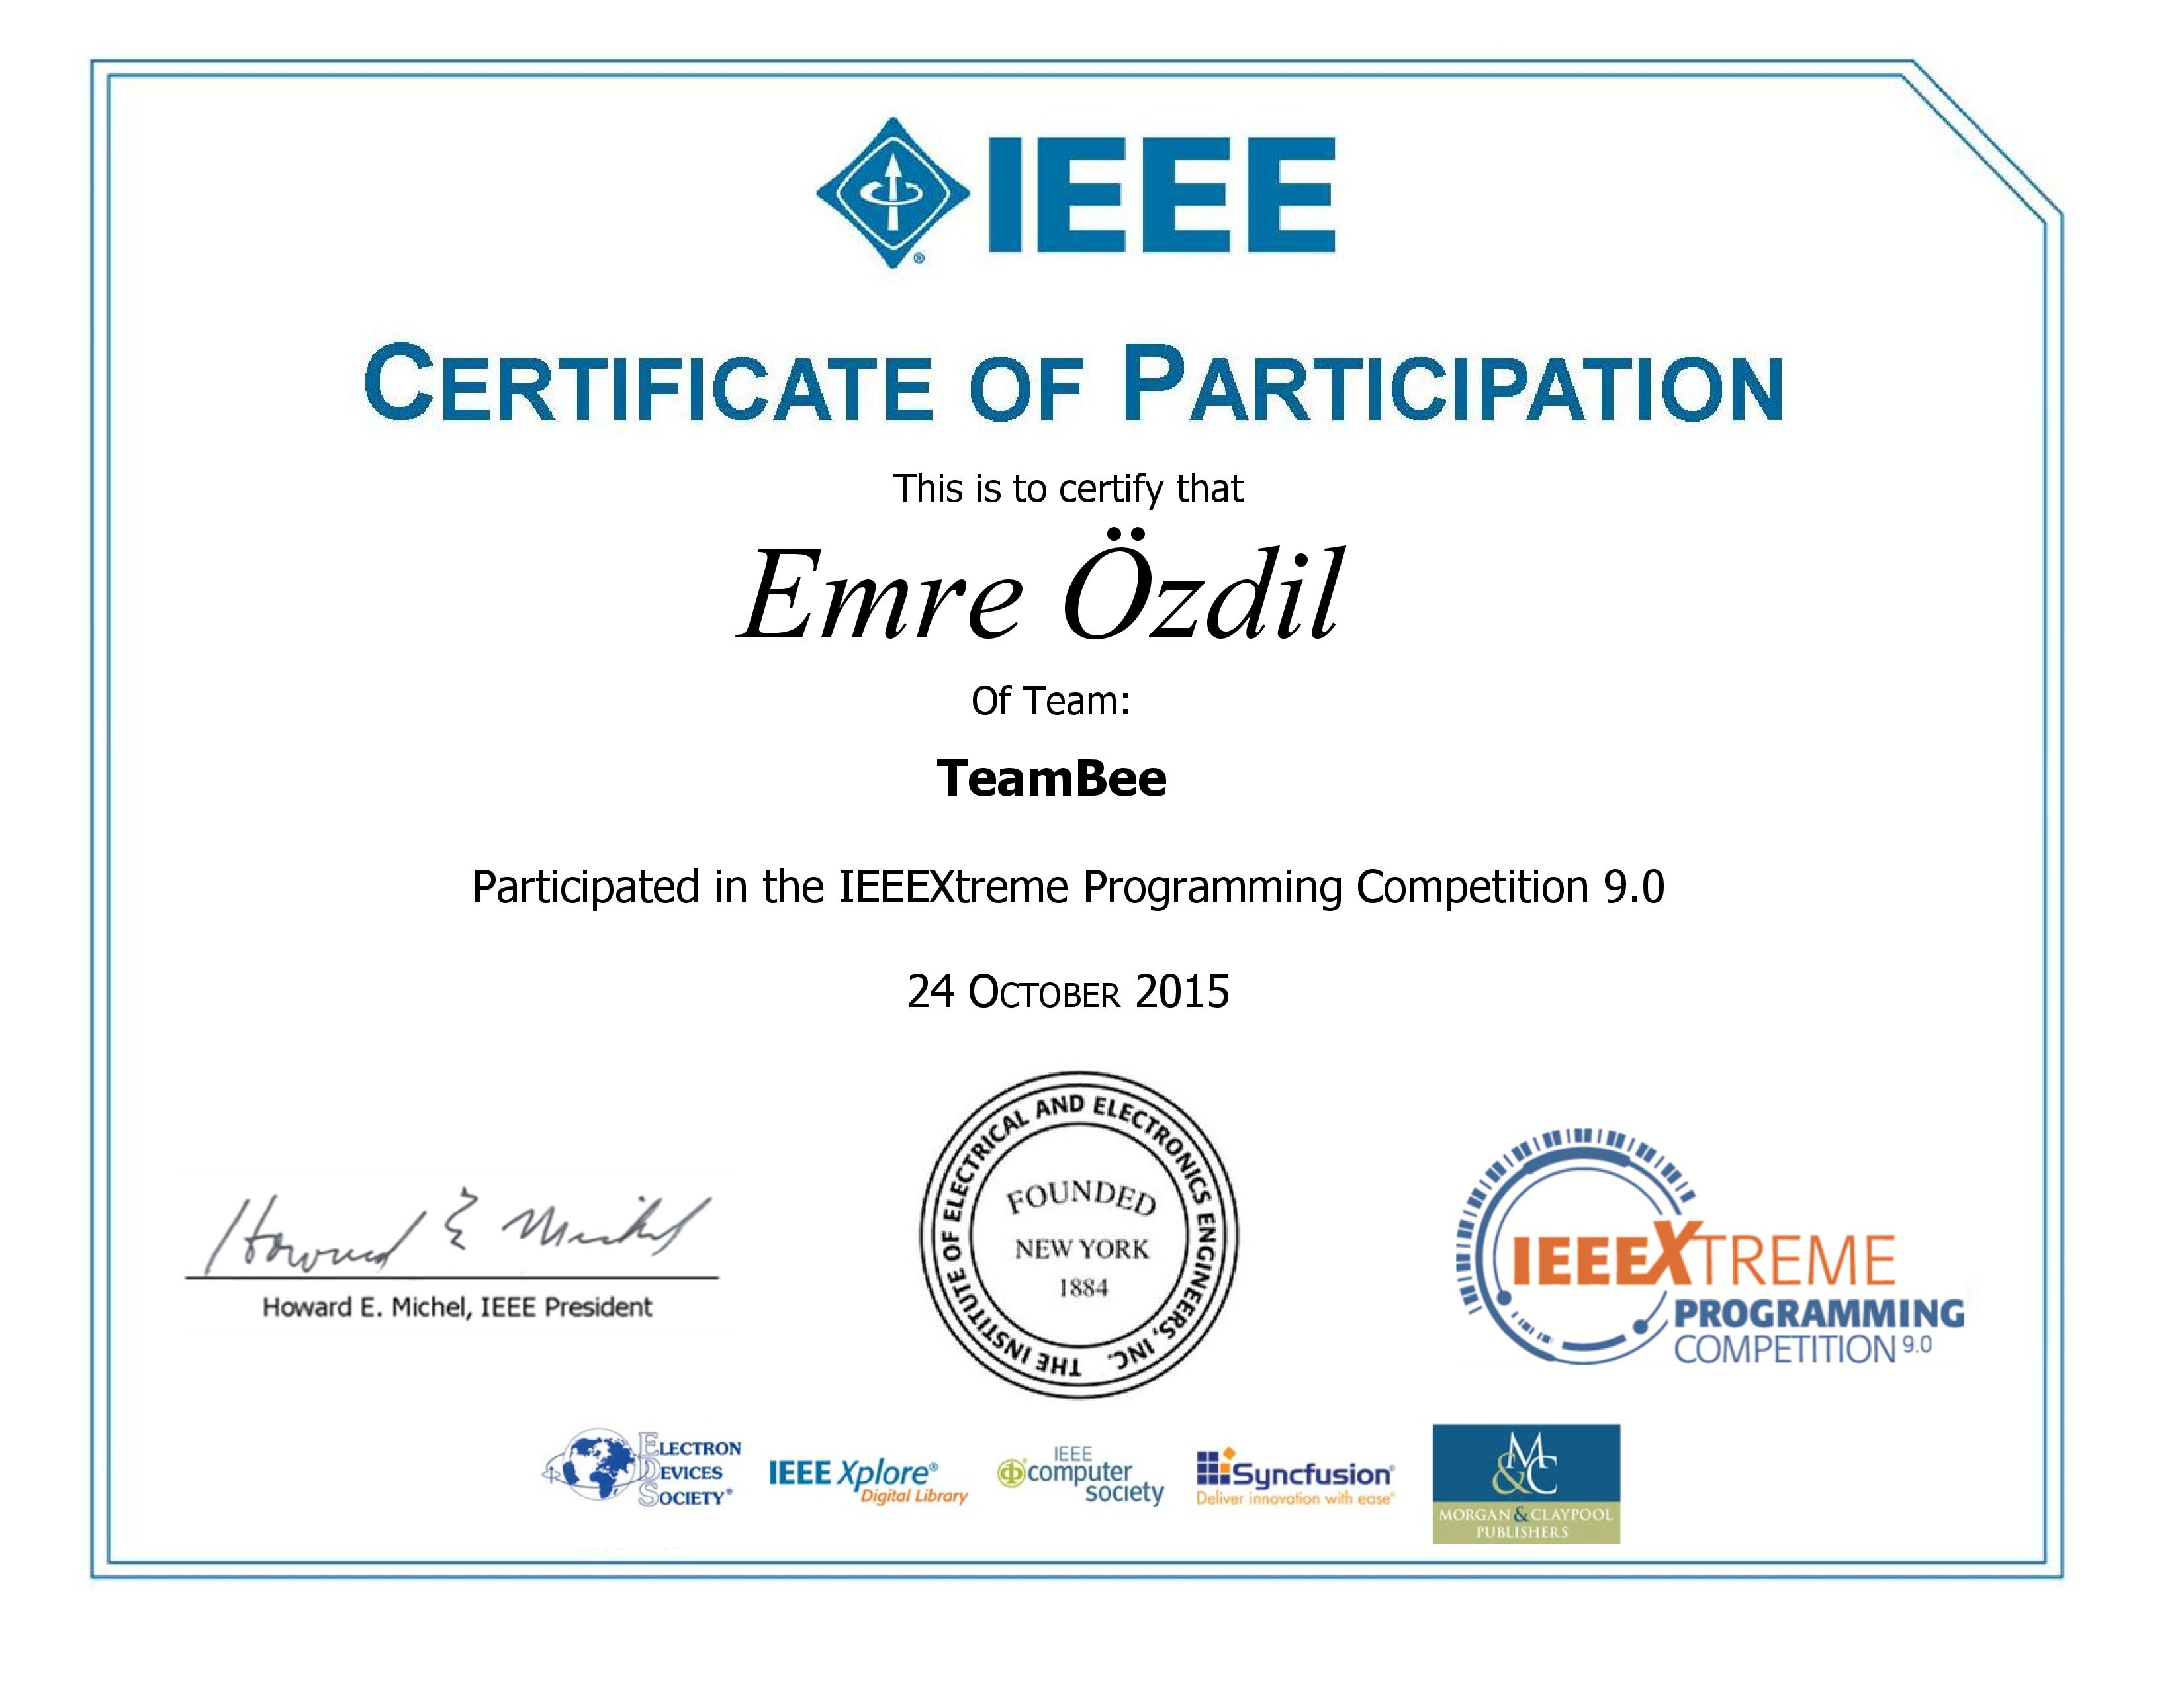 IEEE
CERTIFICATE OF PARTICIPATION
This is to certify that
Emre Özdil
Of Team:
TeamBee
Participated in the IEEEXtreme Programming Competition 9.0
24 OCTOBER 2015
Howard E. Michel
Howard E. Michel, IEEE President
THE INSTITUTE OF ELECTRICAL AND ELECTRONICS ENGINEERS, INC.
FOUNDED
NEW YORK
1884
IEEEXTREME
PROGRAMMING
COMPETITION 9.0
ELECTRON
DEVICES
SOCIETY®
IEEE Xplore®
Digital Library
IEEE
computer
society
Syncfusion®
Deliver innovation with ease®
M&C
MORGAN & CLAYPOOL
PUBLISHERS